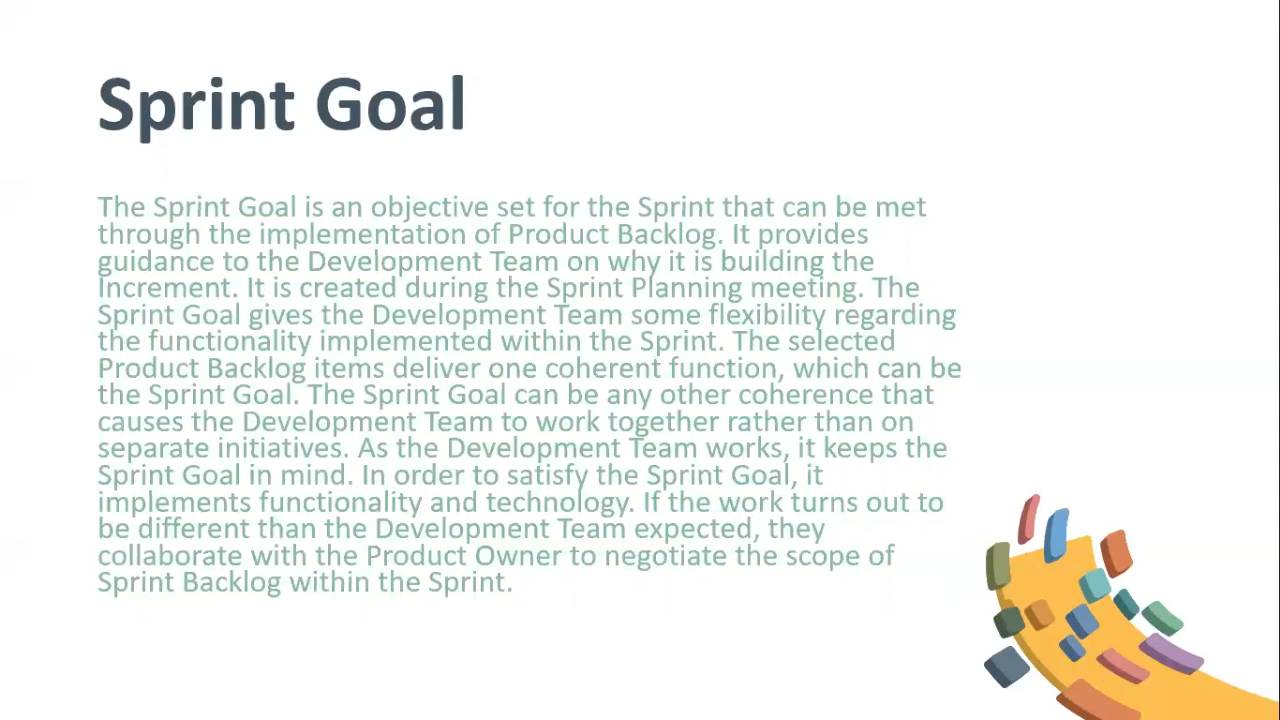 Sprint Goal
The Sprint Goal is an objective set for the Sprint that can be met
through the implementation of Product Backlog. It provides
guidance to the Development Team on why it is building the
Increment. It is created during the Sprint Planning meeting. The
Sprint Goal gives the Development Team some flexibility regarding
the functionality implemented within the Sprint. The selected
Product Backlog items deliver one coherent function, which can be
the Sprint Goal. The Sprint Goal can be any other coherence that
causes the Development Team to work together rather than on
separate initiatives. As the Development Team works, it keeps the
Sprint Goal in mind. In order to satisfy the Sprint Goal, it
implements functionality and technology. If the work turns out to
be different than the Development Team expected, they
collaborate with the Product Owner to negotiate the scope of
Sprint Backlog within the Sprint.